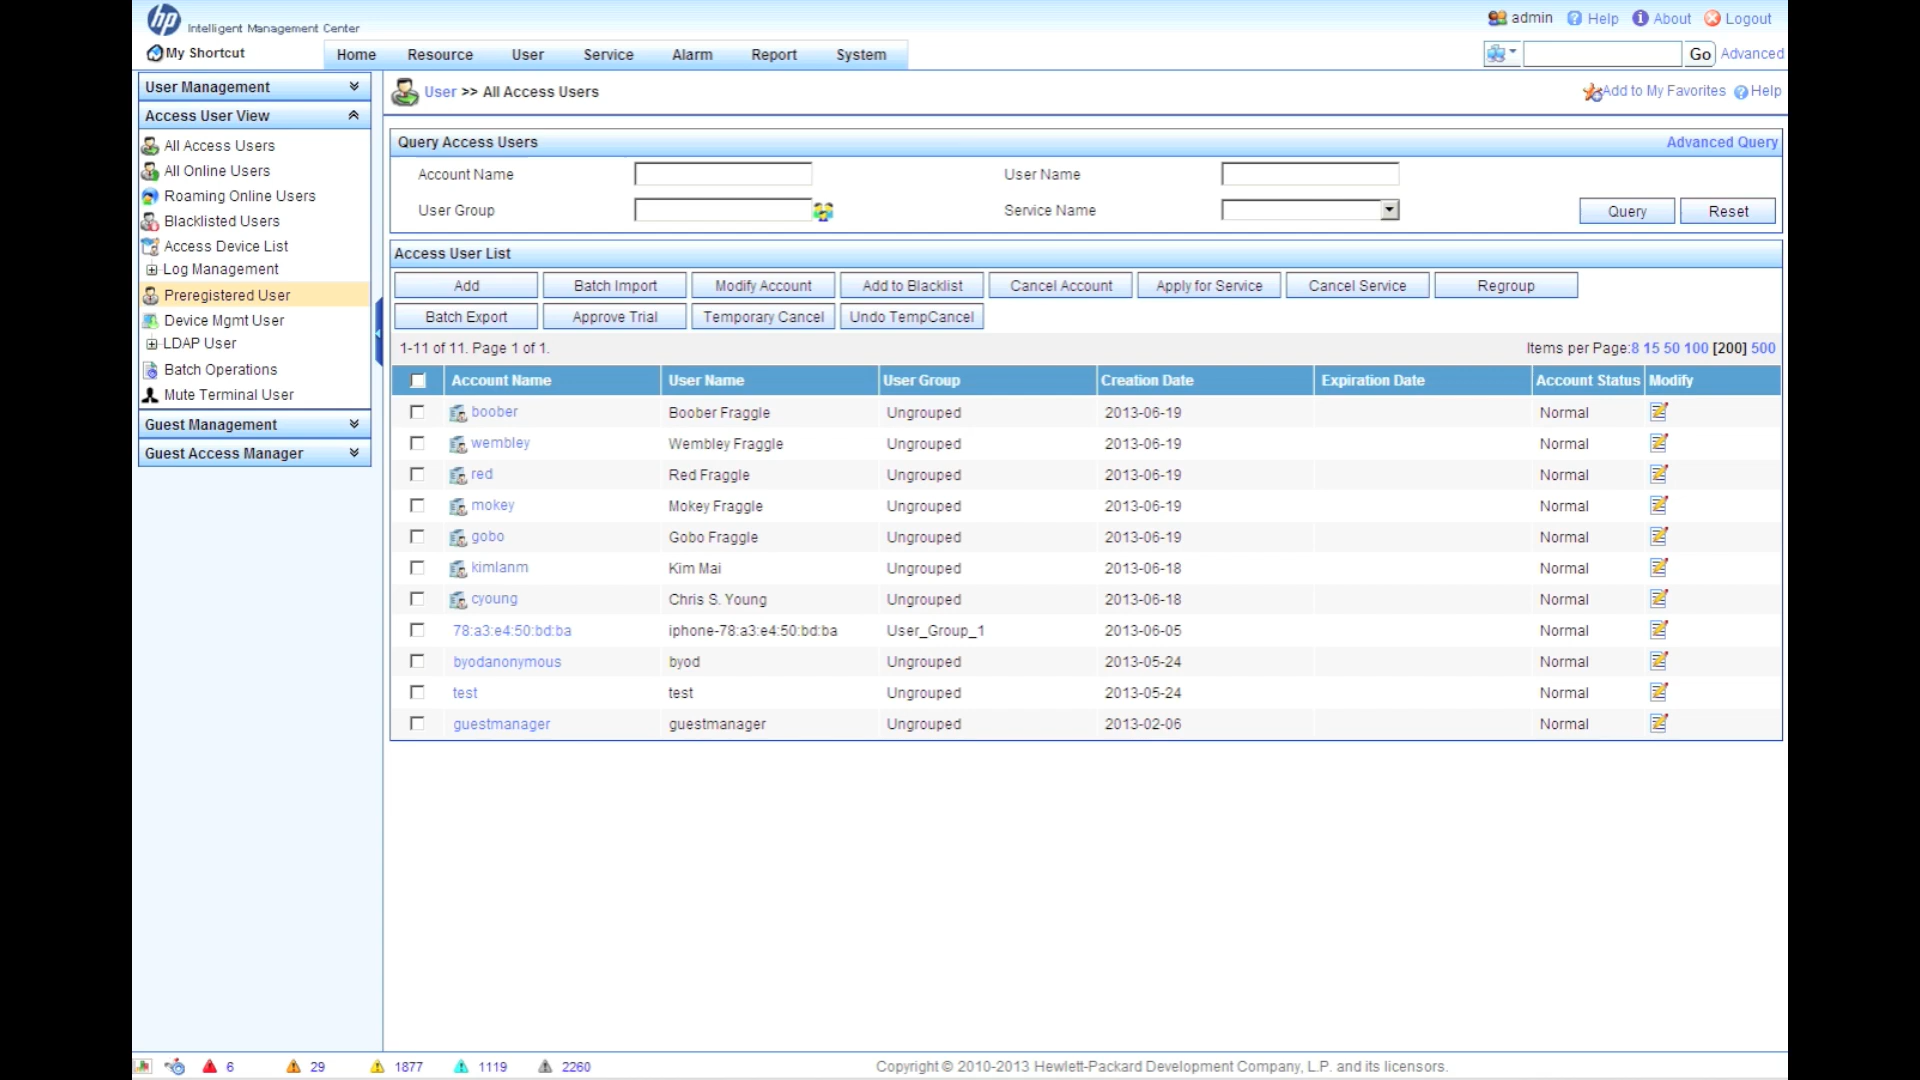 hp Intelligent Management Center
admin Help About Logout
My Shortcut Home Resource User Service Alarm Report System Go Advanced
User Management
Access User View
All Access Users
All Online Users
Roaming Online Users
Blacklisted Users
Access Device List
Log Management
Preregistered User
Device Mgmt User
LDAP User
Batch Operations
Mute Terminal User
Guest Management
Guest Access Manager
User >> All Access Users Add to My Favorites Help
Query Access Users Advanced Query
Account Name User Name
User Group Service Name Query Reset
Access User List
Add Batch Import Modify Account Add to Blacklist Cancel Account Apply for Service Cancel Service Regroup
Batch Export Approve Trial Temporary Cancel Undo TempCancel
1-11 of 11. Page 1 of 1. Items per Page:8 15 50 100 [200] 500
Account Name User Name User Group Creation Date Expiration Date Account Status Modify
boober Boober Fraggle Ungrouped 2013-06-19 Normal
wembley Wembley Fraggle Ungrouped 2013-06-19 Normal
red Red Fraggle Ungrouped 2013-06-19 Normal
mokey Mokey Fraggle Ungrouped 2013-06-19 Normal
gobo Gobo Fraggle Ungrouped 2013-06-19 Normal
kimlanm Kim Mai Ungrouped 2013-06-18 Normal
cyoung Chris S. Young Ungrouped 2013-06-18 Normal
78:a3:e4:50:bd:ba iphone-78:a3:e4:50:bd:ba User_Group_1 2013-06-05 Normal
byodanonymous byod Ungrouped 2013-05-24 Normal
test test Ungrouped 2013-05-24 Normal
guestmanager guestmanager Ungrouped 2013-02-06 Normal
6 29 1877 1119 2260 Copyright © 2010-2013 Hewlett-Packard Development Company, L.P. and its licensors.